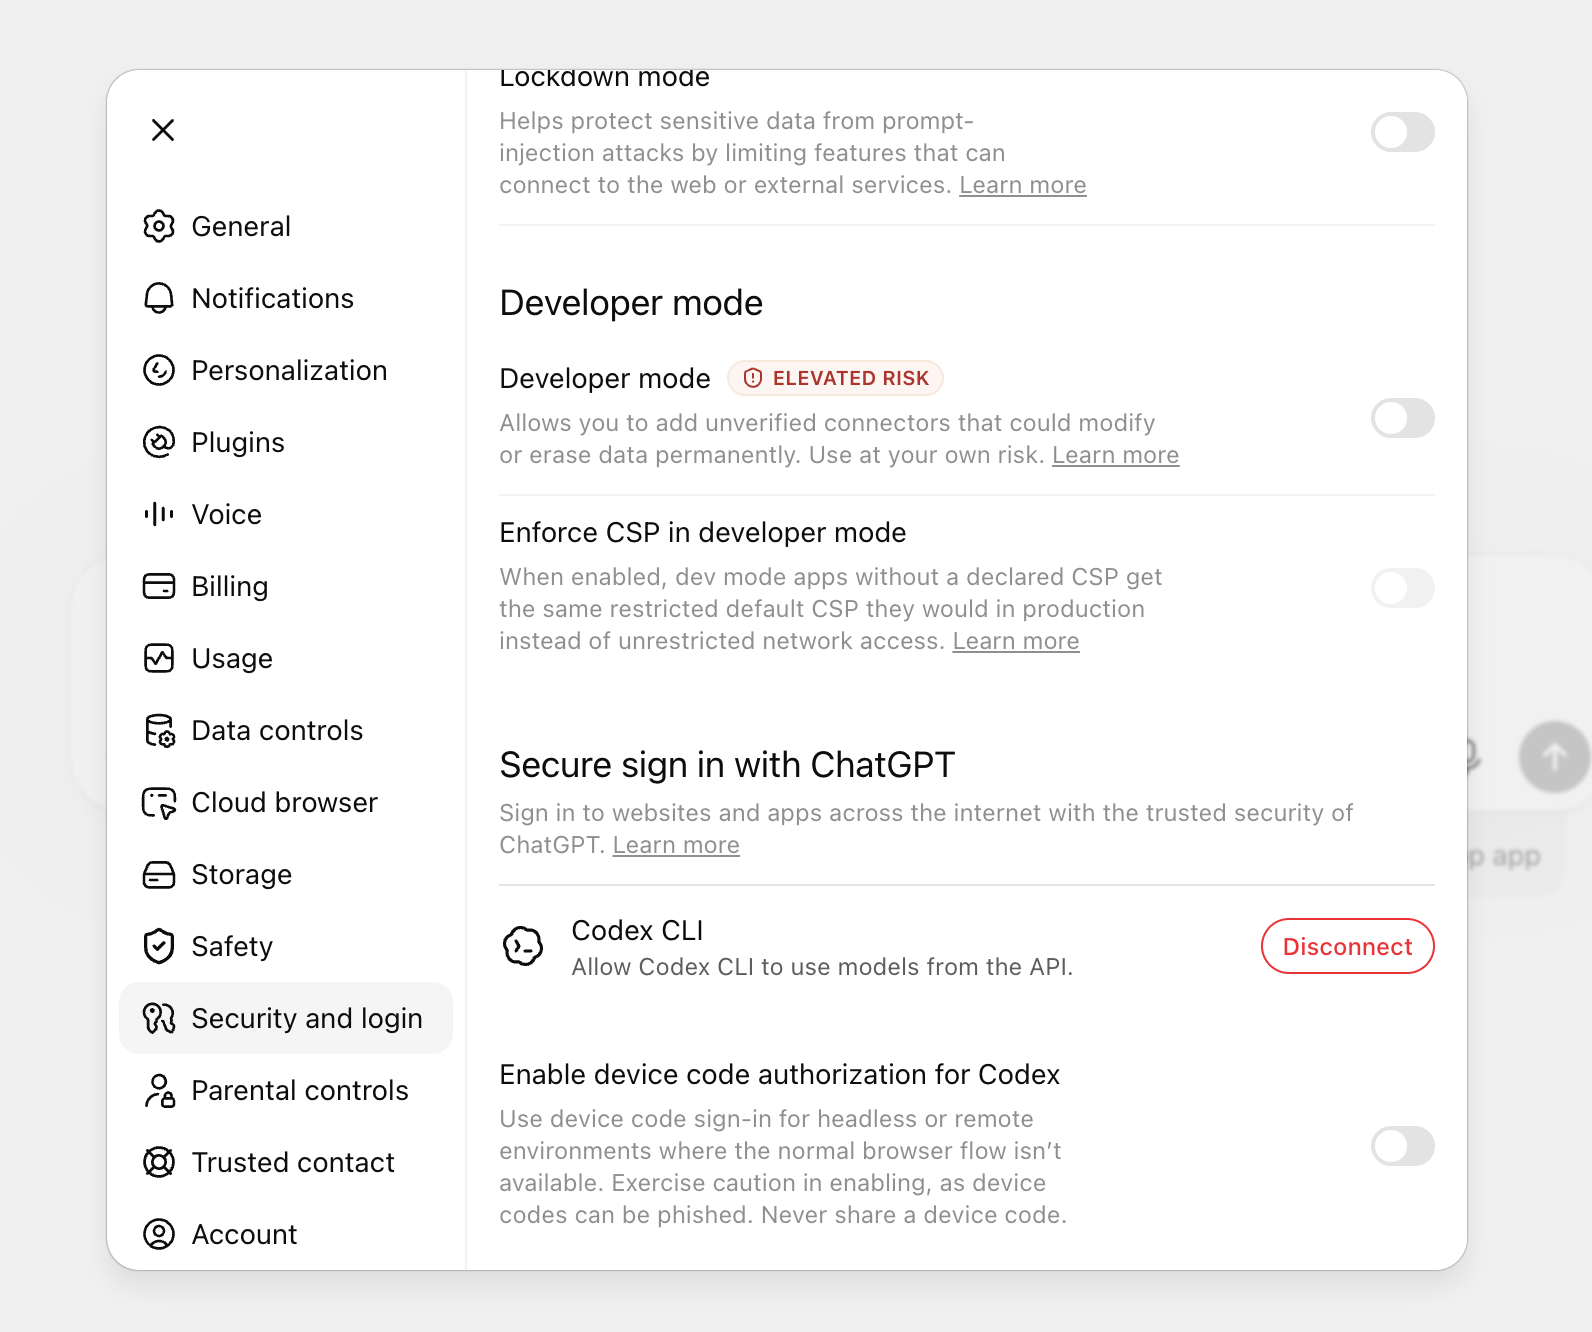 General
Notifications
Personalization
Plugins
Voice
Billing
Usage
Data controls
Cloud browser
Storage
Safety
Security and login
Parental controls
Trusted contact
Account
Lockdown mode
Helps protect sensitive data from prompt-
injection attacks by limiting features that can
connect to the web or external services. Learn more
Developer mode
Developer mode ELEVATED RISK
Allows you to add unverified connectors that could modify
or erase data permanently. Use at your own risk. Learn more
Enforce CSP in developer mode
When enabled, dev mode apps without a declared CSP get
the same restricted default CSP they would in production
instead of unrestricted network access. Learn more
Secure sign in with ChatGPT
Sign in to websites and apps across the internet with the trusted security of
ChatGPT. Learn more
Codex CLI
Allow Codex CLI to use models from the API.
Disconnect
Enable device code authorization for Codex
Use device code sign-in for headless or remote
environments where the normal browser flow isn’t
available. Exercise caution in enabling, as device
codes can be phished. Never share a device code.
app